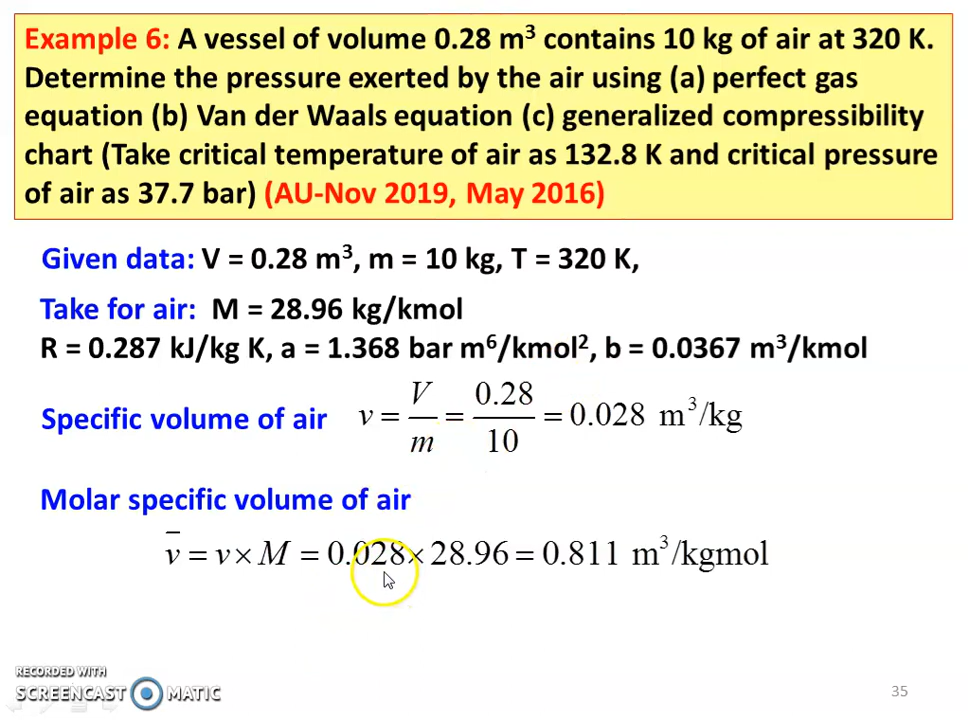 Example 6: A vessel of volume 0.28 m³ contains 10 kg of air at 320 K.
Determine the pressure exerted by the air using (a) perfect gas
equation (b) Van der Waals equation (c) generalized compressibility
chart (Take critical temperature of air as 132.8 K and critical pressure
of air as 37.7 bar) (AU-Nov 2019, May 2016)
Given data: V = 0.28 m³, m = 10 kg, T = 320 K,
Take for air: M = 28.96 kg/kmol
R = 0.287 kJ/kg K, a = 1.368 bar m⁶/kmol², b = 0.0367 m³/kmol
Specific volume of air v = V/m = 0.28/10 = 0.028 m³/kg
Molar specific volume of air
v̅ = v × M = 0.028 × 28.96 = 0.811 m³/kgmol
RECORDED WITH
SCREENCAST MATIC
35